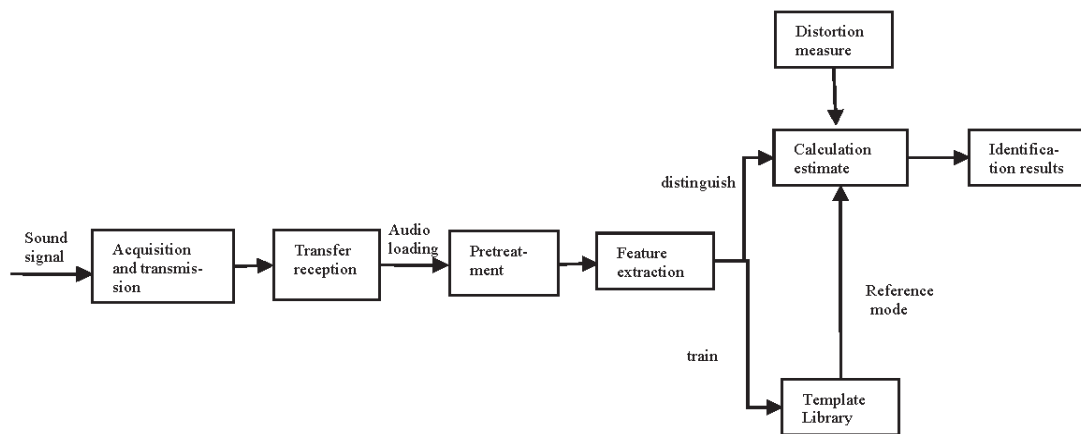 Distortion
measure
Calculation
estimate
Identifica-
tion results
distinguish
Sound
signal
Acquisition
and transmis-
sion
Transfer
reception
Audio
loading
Pretreat-
ment
Feature
extraction
Reference
mode
train
Template
Library